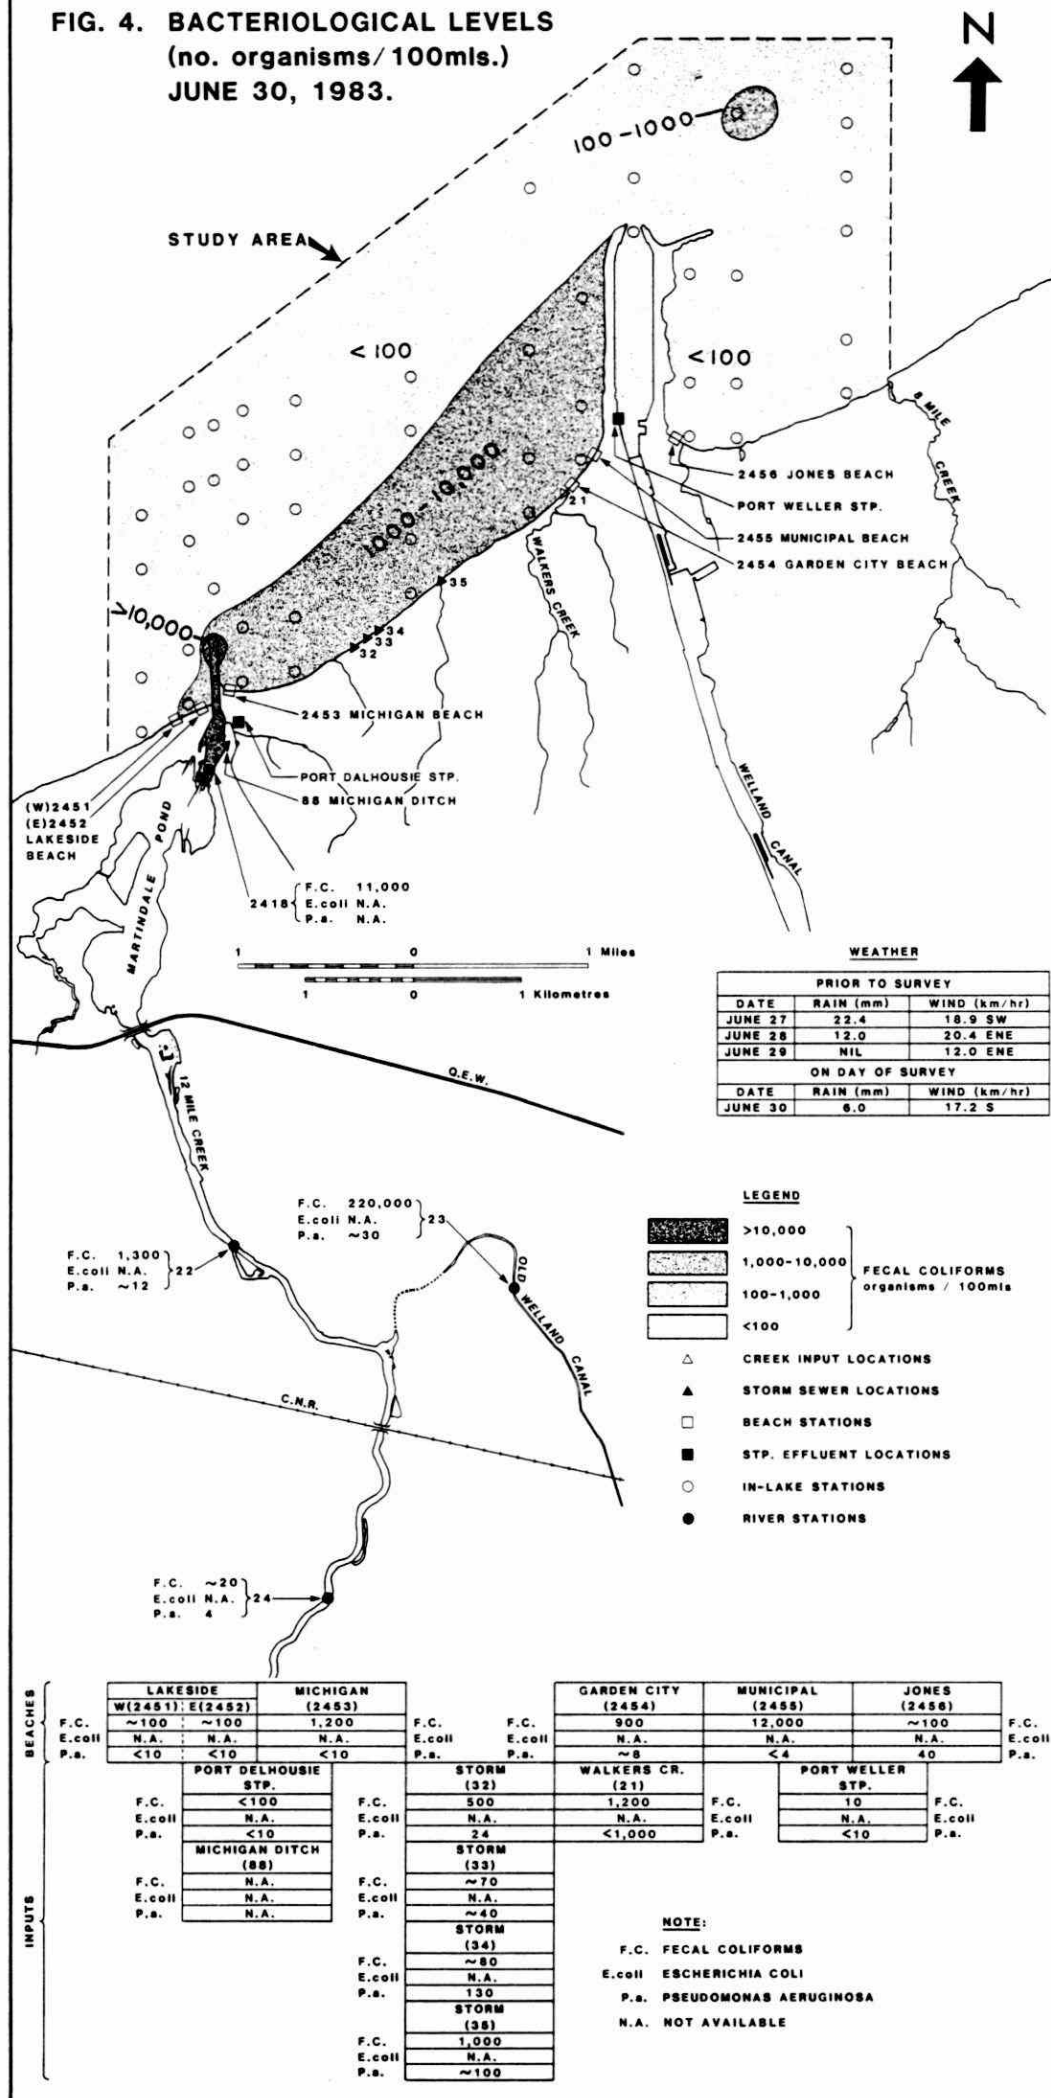 FIG. 4. BACTERIOLOGICAL LEVELS
(no. organisms/100mls.)
JUNE 30, 1983.
N
100-1000
STUDY AREA
<100
<100
8 MILE CREEK
1000-10,000
2456 JONES BEACH
PORT WELLER STP.
2455 MUNICIPAL BEACH
2454 GARDEN CITY BEACH
21
WALKERS CREEK
35
>10,000
34
33
32
2453 MICHIGAN BEACH
PORT DALHOUSIE STP.
88 MICHIGAN DITCH
(W)2451
(E)2452
LAKESIDE
BEACH
MARTINDALE POND
WELLAND CANAL
2418 F.C. 11,000
E.coli N.A.
P.a. N.A.
1 0 1 Miles
1 0 1 Kilometres
WEATHER
PRIOR TO SURVEY
DATE RAIN (mm) WIND (km/hr)
JUNE 27 22.4 18.9 SW
JUNE 28 12.0 20.4 ENE
JUNE 29 NIL 12.0 ENE
ON DAY OF SURVEY
DATE RAIN (mm) WIND (km/hr)
JUNE 30 6.0 17.2 S
Q.E.W.
12 MILE CREEK
F.C. 220,000
E.coli N.A. 23
P.a. ~30
F.C. 1,300
E.coli N.A. 22
P.a. ~12
OLD WELLAND CANAL
C.N.R.
F.C. ~20
E.coli N.A. 24
P.a. 4
LEGEND
>10,000
1,000-10,000
100-1,000
<100
FECAL COLIFORMS
organisms / 100mls
CREEK INPUT LOCATIONS
STORM SEWER LOCATIONS
BEACH STATIONS
STP. EFFLUENT LOCATIONS
IN-LAKE STATIONS
RIVER STATIONS
BEACHES
LAKESIDE MICHIGAN GARDEN CITY MUNICIPAL JONES
W(2451) E(2452) (2453) (2454) (2455) (2456)
F.C. ~100 ~100 1,200 F.C. F.C. 900 12,000 ~100 F.C.
E.coli N.A. N.A. N.A. E.coli E.coli N.A. N.A. N.A. E.coli
P.a. <10 <10 <10 P.a. P.a. ~8 <4 40 P.a.
INPUTS
PORT DELHOUSIE STORM WALKERS CR. PORT WELLER
STP. (32) (21) STP.
F.C. <100 F.C. 500 1,200 F.C. 10 F.C.
E.coli N.A. E.coli N.A. N.A. E.coli N.A. E.coli
P.a. <10 P.a. 24 <1,000 P.a. <10 P.a.
MICHIGAN DITCH STORM
(88) (33)
F.C. N.A. F.C. ~70
E.coli N.A. E.coli N.A.
P.a. N.A. P.a. ~40
STORM
(34)
F.C. ~80
E.coli N.A.
P.a. 130
STORM
(35)
F.C. 1,000
E.coli N.A.
P.a. ~100
NOTE:
F.C. FECAL COLIFORMS
E.coli ESCHERICHIA COLI
P.a. PSEUDOMONAS AERUGINOSA
N.A. NOT AVAILABLE